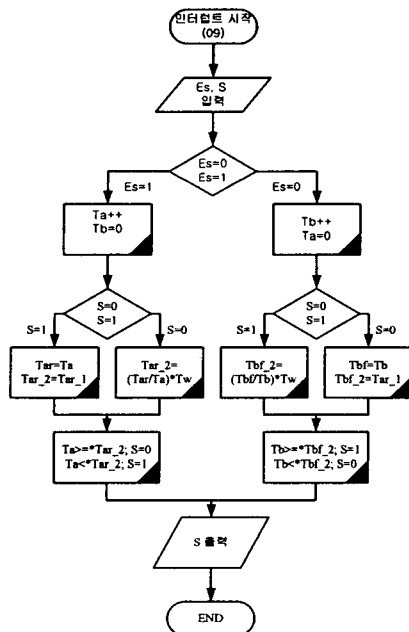 인터럽트 시작
(09)
Es, S
입력
Es=0
Es=1
Es=1
Es=0
Ta++
Tb=0
Tb++
Ta=0
S=0
S=1
S=0
S=1
S=1
S=0
S=1
S=0
Tar=Ta
Tar_2=Tar_1
Tar_2=
(Tar/Ta)*Tw
Tbf_2=
(Tbf/Tb)*Tw
Tbf=Tb
Tbf_2=Tar_1
Ta>=*Tar_2; S=0
Ta<*Tar_2; S=1
Tb>=*Tbf_2; S=1
Tb<*Tbf_2; S=0
S 출력
END